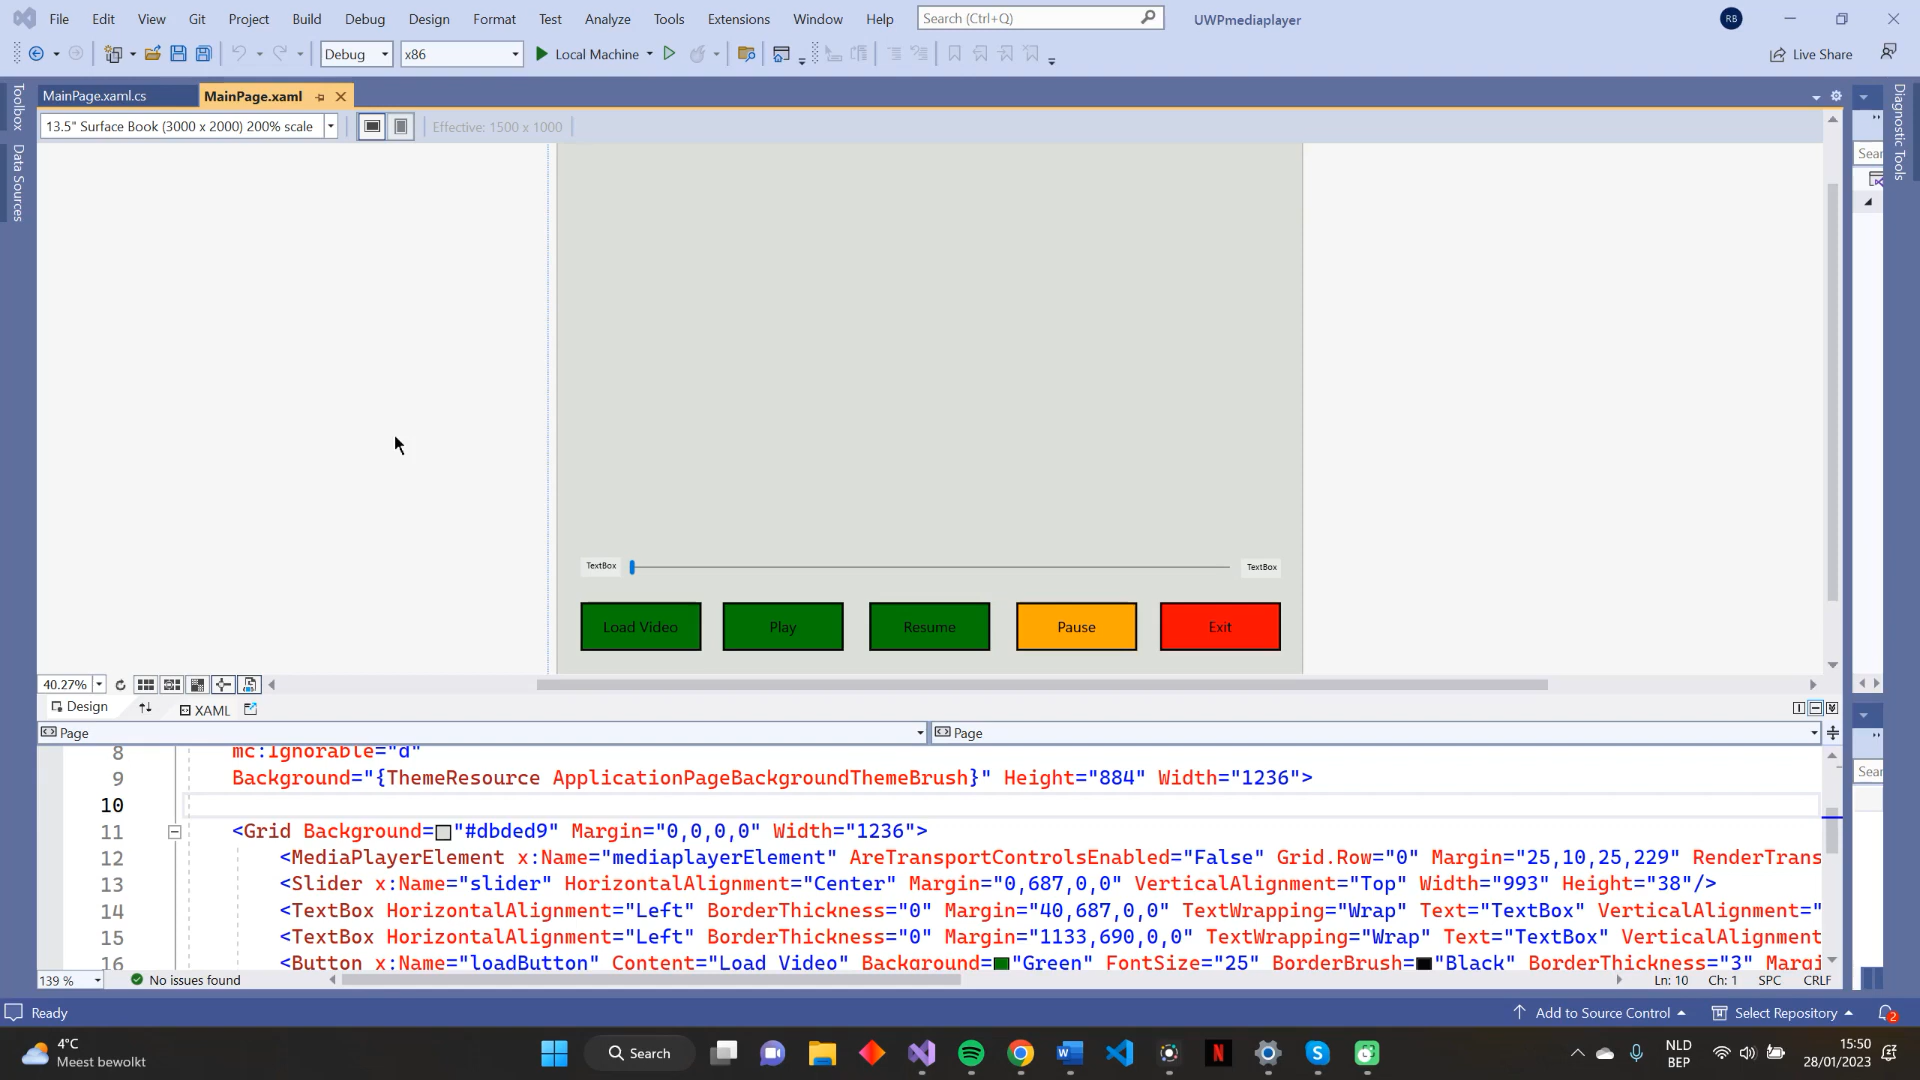 File Edit View Git Project Build Debug Design Format Test Analyze Tools Extensions Window Help Search (Ctrl+Q) UWPmediaplayer RB
Debug x86 Local Machine Live Share
MainPage.xaml.cs MainPage.xaml
13.5" Surface Book (3000 x 2000) 200% scale Effective: 1500 x 1000
Toolbox
Data Sources
Diagnostic Tools
Sear
TextBox TextBox
Load Video Play Resume Pause Exit
40.27%
Design XAML
Page Page
8 mc:Ignorable="d"
9 Background="{ThemeResource ApplicationPageBackgroundThemeBrush}" Height="884" Width="1236">
10
11 <Grid Background="#dbded9" Margin="0,0,0,0" Width="1236">
12 <MediaPlayerElement x:Name="mediaplayerElement" AreTransportControlsEnabled="False" Grid.Row="0" Margin="25,10,25,229" RenderTrans
13 <Slider x:Name="slider" HorizontalAlignment="Center" Margin="0,687,0,0" VerticalAlignment="Top" Width="993" Height="38"/>
14 <TextBox HorizontalAlignment="Left" BorderThickness="0" Margin="40,687,0,0" TextWrapping="Wrap" Text="TextBox" VerticalAlignment="
15 <TextBox HorizontalAlignment="Left" BorderThickness="0" Margin="1133,690,0,0" TextWrapping="Wrap" Text="TextBox" VerticalAlignment
16 <Button x:Name="loadButton" Content="Load Video" Background="Green" FontSize="25" BorderBrush="Black" BorderThickness="3" Margi
Sear
139 % No issues found Ln: 10 Ch: 1 SPC CRLF
Ready Add to Source Control Select Repository 2
4°C
Meest bewolkt
Search
NLD
BEP
15:50
28/01/2023